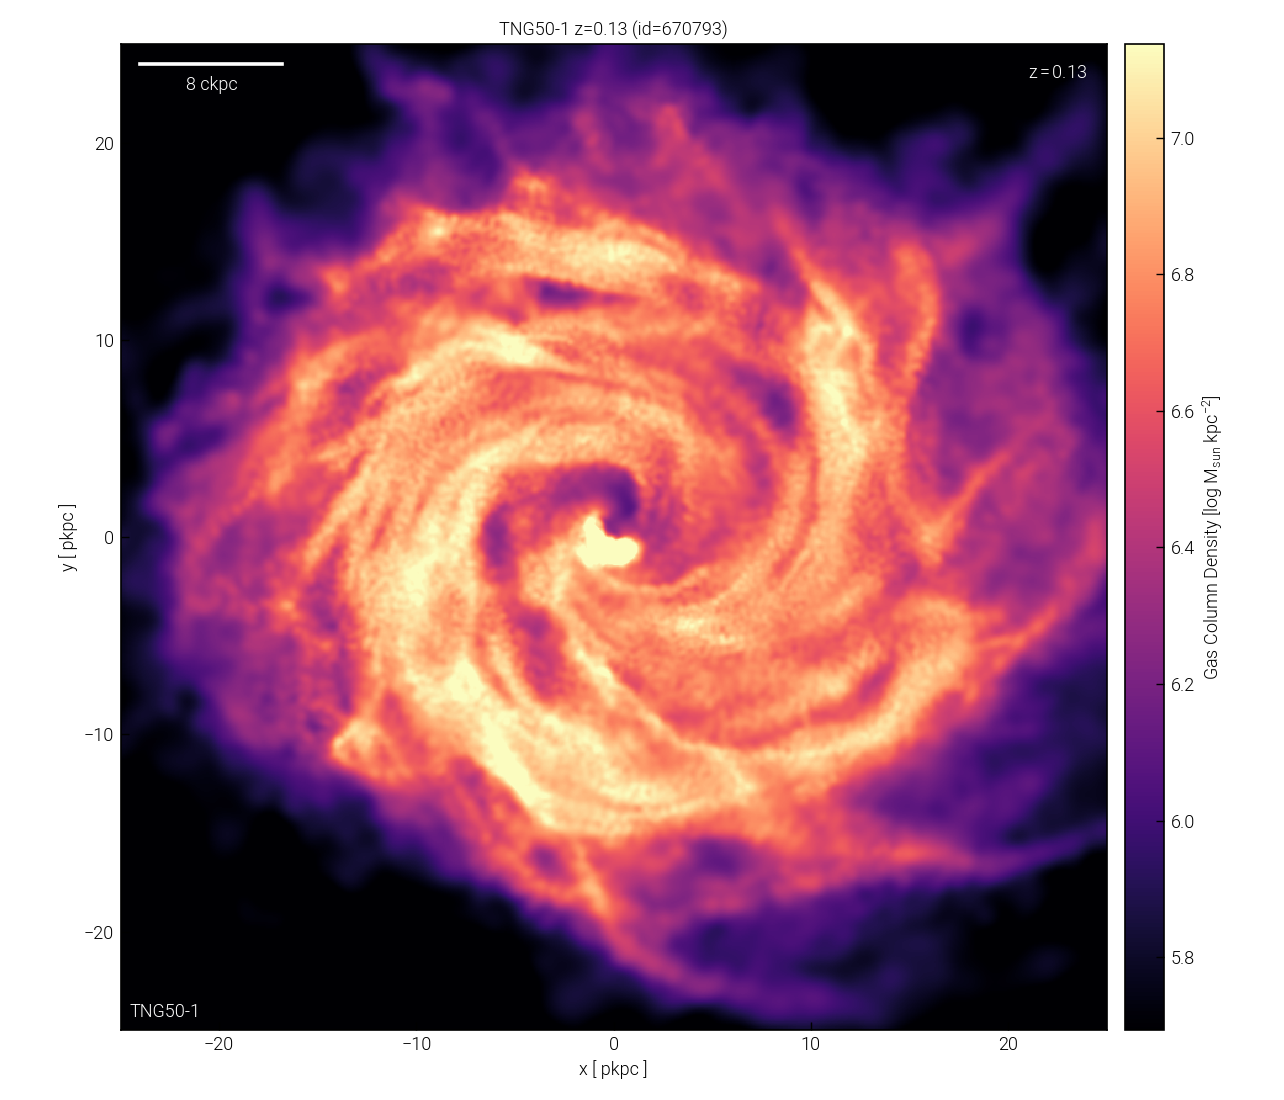 TNG50-1 z=0.13 (id=670793)
8 ckpc
z=0.13
20
10
0
−10
−20
y [ pkpc ]
TNG50-1
−20
−10
0
10
20
x [ pkpc ]
7.0
6.8
6.6
6.4
6.2
6.0
5.8
Gas Column Density [log M_sun kpc^−2]